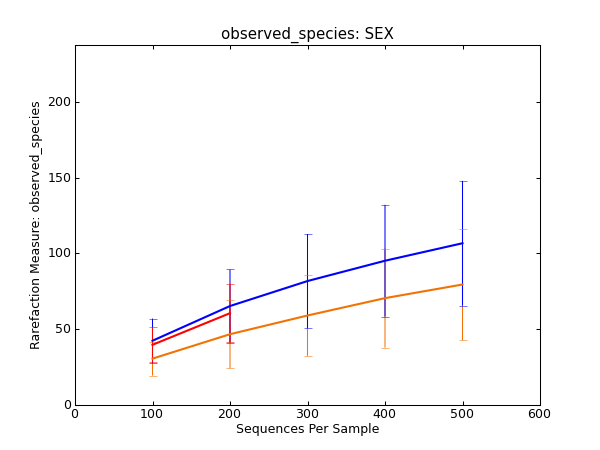 observed_species: SEX
Rarefaction Measure: observed_species
200
150
100
50
0
0 100 200 300 400 500 600
Sequences Per Sample